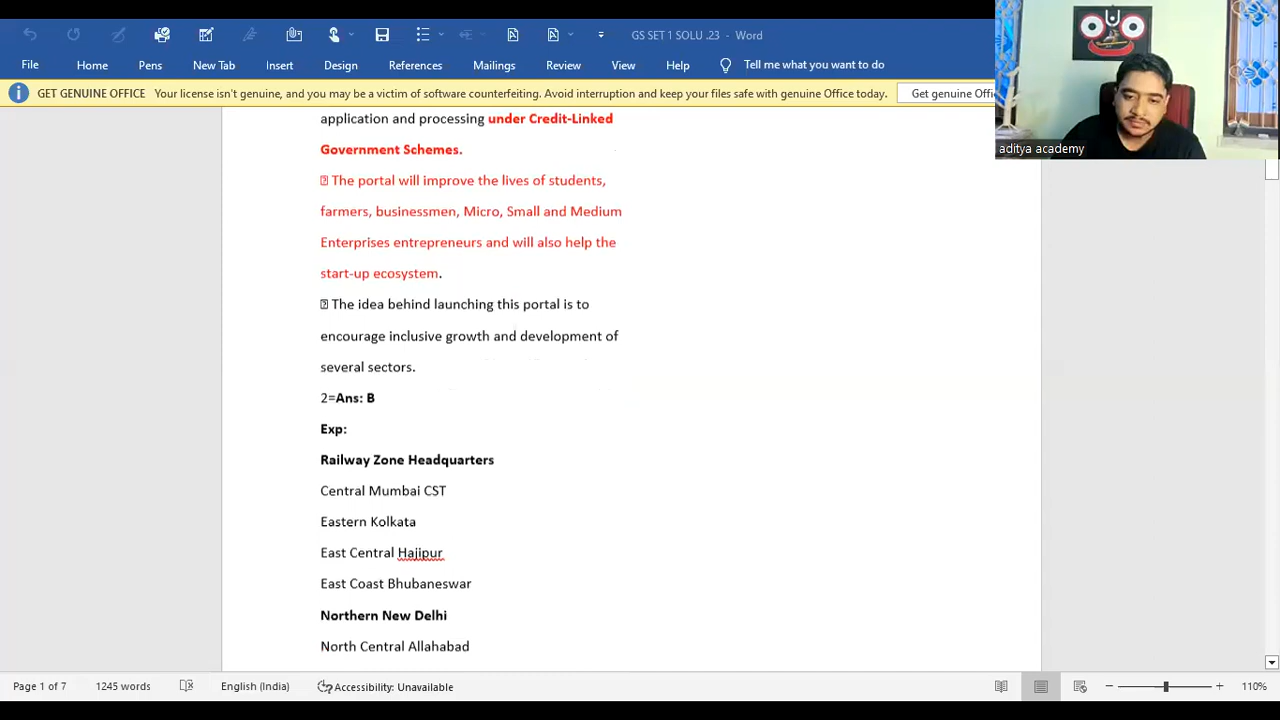 GS SET 1 SOLU .23 - Word
File Home Pens New Tab Insert Design References Mailings Review View Help Tell me what you want to do
GET GENUINE OFFICE Your license isn't genuine, and you may be a victim of software counterfeiting. Avoid interruption and keep your files safe with genuine Office today. Get genuine Offi
aditya academy
application and processing under Credit-Linked
Government Schemes.
The portal will improve the lives of students,
farmers, businessmen, Micro, Small and Medium
Enterprises entrepreneurs and will also help the
start-up ecosystem.
The idea behind launching this portal is to
encourage inclusive growth and development of
several sectors.
2=Ans: B
Exp:
Railway Zone Headquarters
Central Mumbai CST
Eastern Kolkata
East Central Hajipur
East Coast Bhubaneswar
Northern New Delhi
North Central Allahabad
Page 1 of 7 1245 words English (India) Accessibility: Unavailable 110%